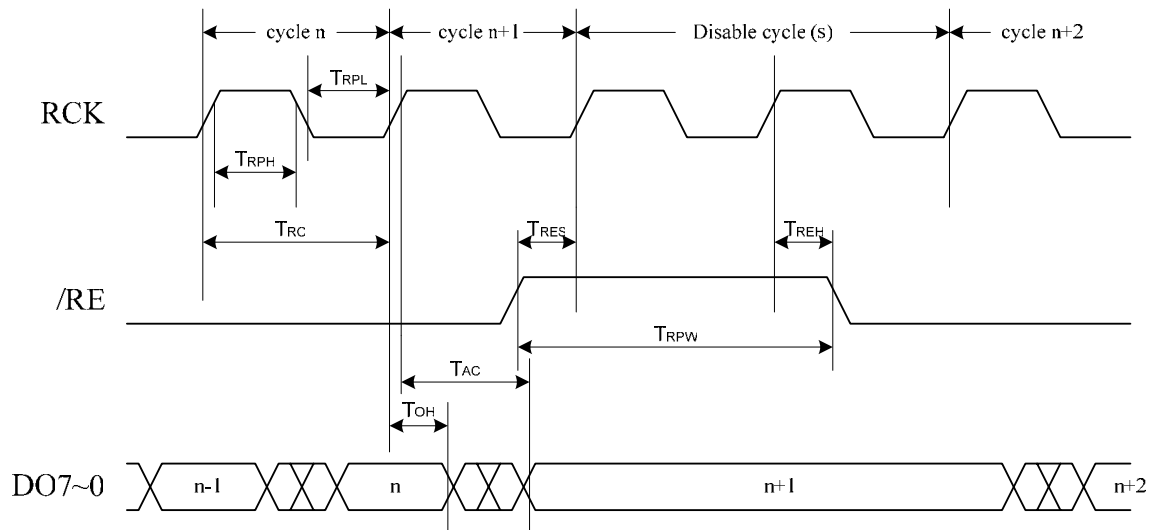 cycle n
cycle n+1
Disable cycle (s)
cycle n+2
TRPL
RCK
TRPH
TRC
TRES
TREH
/RE
TRPW
TAC
TOH
DO7~0
n-1
n
n+1
n+2